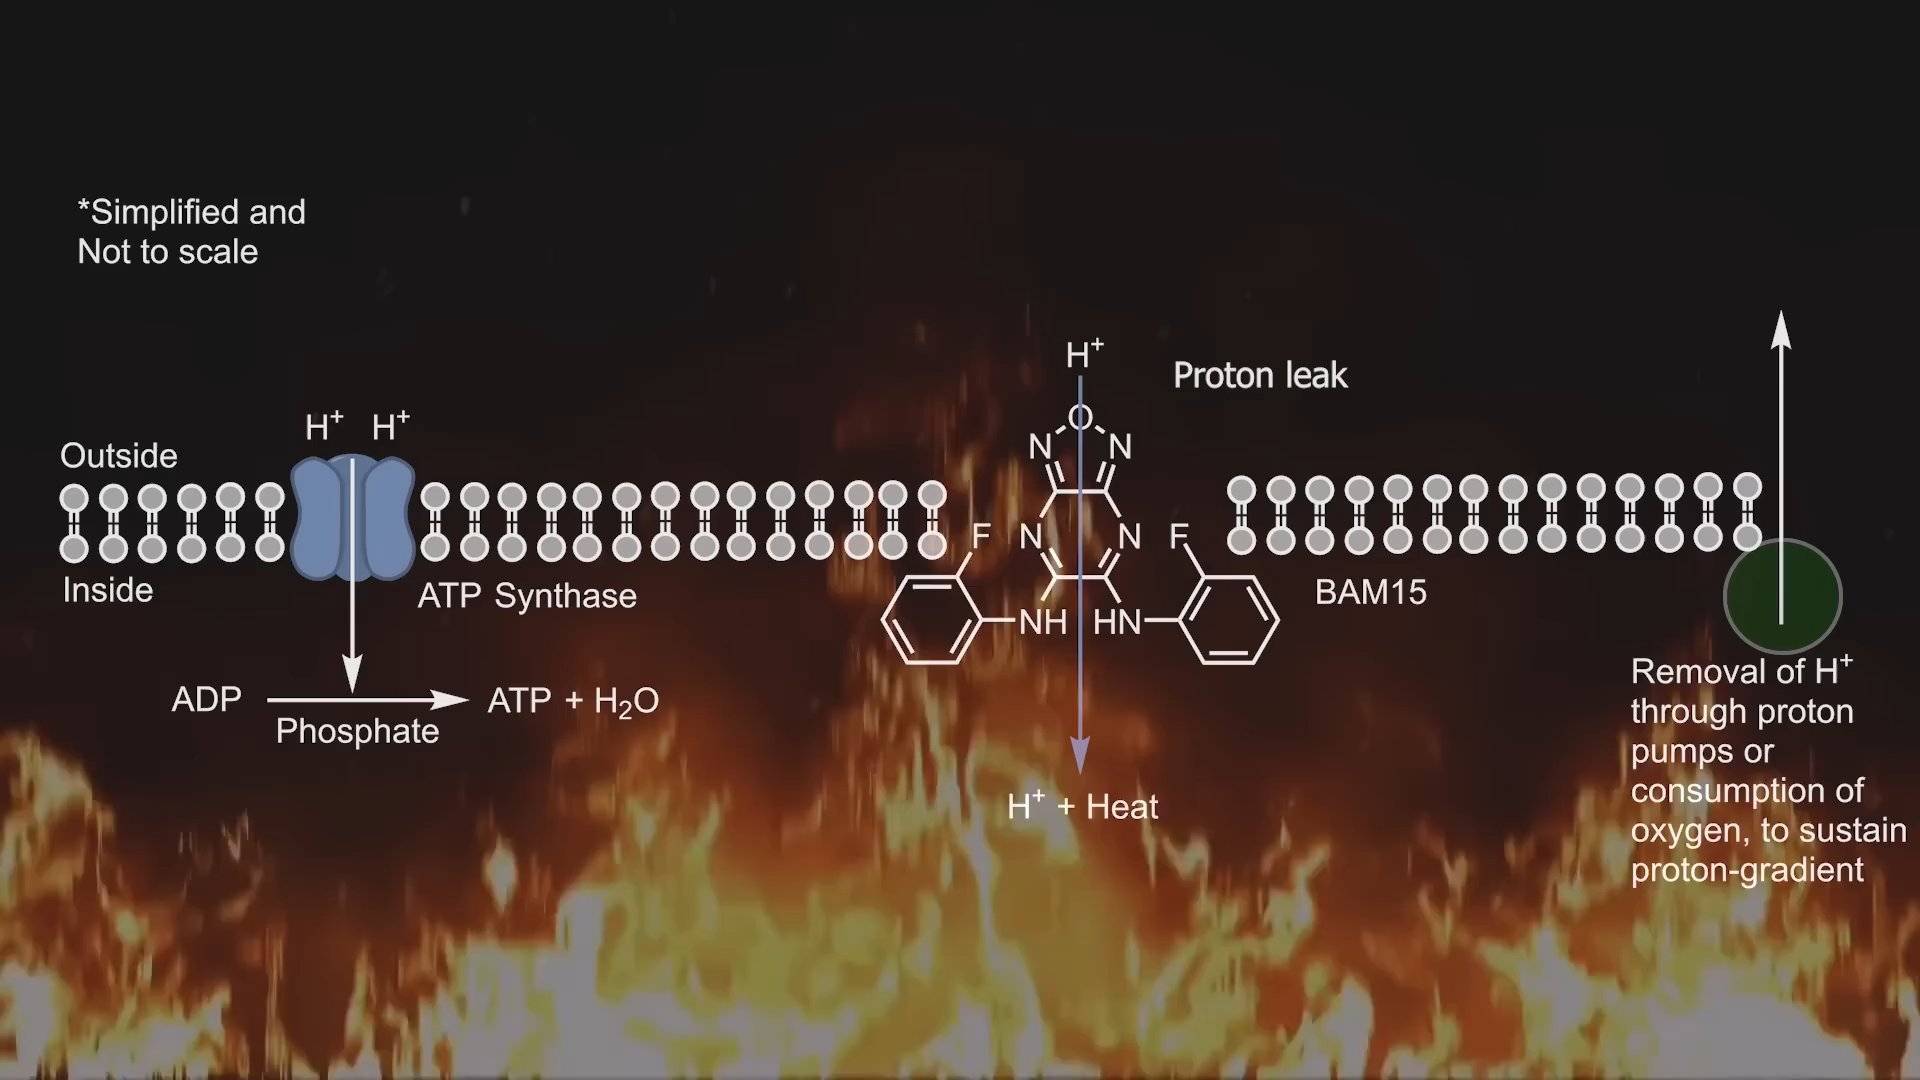 *Simplified and
Not to scale
H⁺
Proton leak
H⁺ H⁺
Outside
O
N N
F N N F
Inside
ATP Synthase
BAM15
NH HN
ADP
ATP + H₂O
Phosphate
H⁺ + Heat
Removal of H⁺
through proton
pumps or
consumption of
oxygen, to sustain
proton-gradient